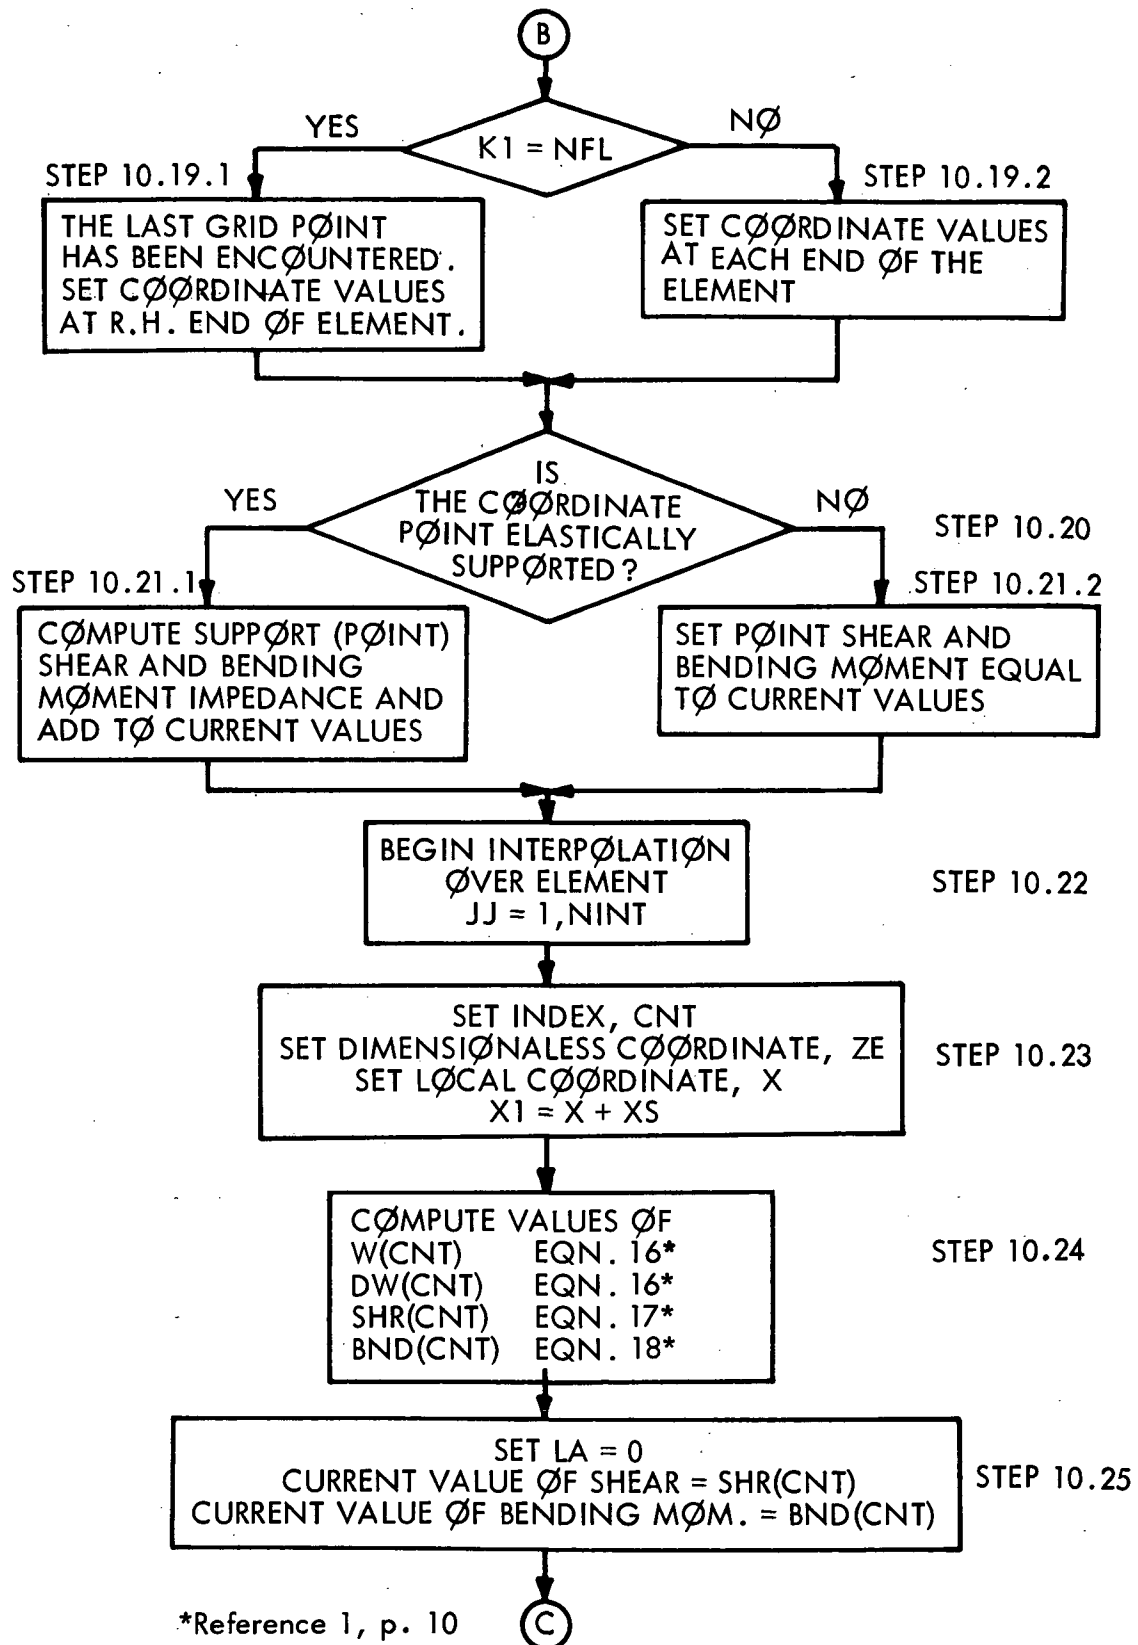 B
K1 = NFL
YES
NØ
STEP 10.19.1
THE LAST GRID PØINT
HAS BEEN ENCØUNTERED.
SET CØØRDINATE VALUES
AT R.H. END ØF ELEMENT.
STEP 10.19.2
SET CØØRDINATE VALUES
AT EACH END ØF THE
ELEMENT
IS
THE CØØRDINATE
PØINT ELASTICALLY
SUPPØRTED?
YES
NØ
STEP 10.20
STEP 10.21.1
CØMPUTE SUPPØRT (PØINT)
SHEAR AND BENDING
MØMENT IMPEDANCE AND
ADD TØ CURRENT VALUES
STEP 10.21.2
SET PØINT SHEAR AND
BENDING MØMENT EQUAL
TØ CURRENT VALUES
BEGIN INTERPØLATIØN
ØVER ELEMENT
JJ = 1,NINT
STEP 10.22
SET INDEX, CNT
SET DIMENSIØNALESS CØØRDINATE, ZE
SET LØCAL CØØRDINATE, X
X1 = X + XS
STEP 10.23
CØMPUTE VALUES ØF
W(CNT) EQN. 16*
DW(CNT) EQN. 16*
SHR(CNT) EQN. 17*
BND(CNT) EQN. 18*
STEP 10.24
SET LA = 0
CURRENT VALUE ØF SHEAR = SHR(CNT)
CURRENT VALUE ØF BENDING MØM. = BND(CNT)
STEP 10.25
*Reference 1, p. 10
C